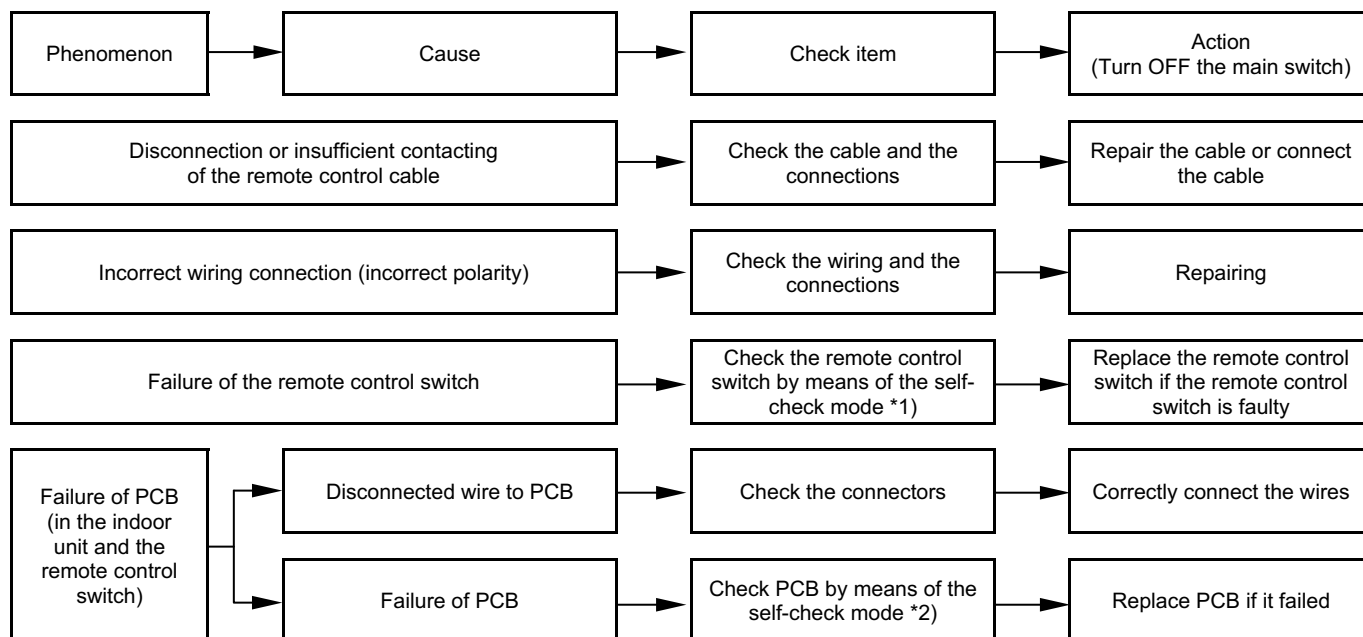 Phenomenon
Cause
Check item
Action
(Turn OFF the main switch)
Disconnection or insufficient contacting
of the remote control cable
Check the cable and the
connections
Repair the cable or connect
the cable
Incorrect wiring connection (incorrect polarity)
Check the wiring and the
connections
Repairing
Failure of the remote control switch
Check the remote control
switch by means of the self-
check mode *1)
Replace the remote control
switch if the remote control
switch is faulty
Failure of PCB
(in the indoor
unit and the
remote control
switch)
Disconnected wire to PCB
Check the connectors
Correctly connect the wires
Failure of PCB
Check PCB by means of the
self-check mode *2)
Replace PCB if it failed